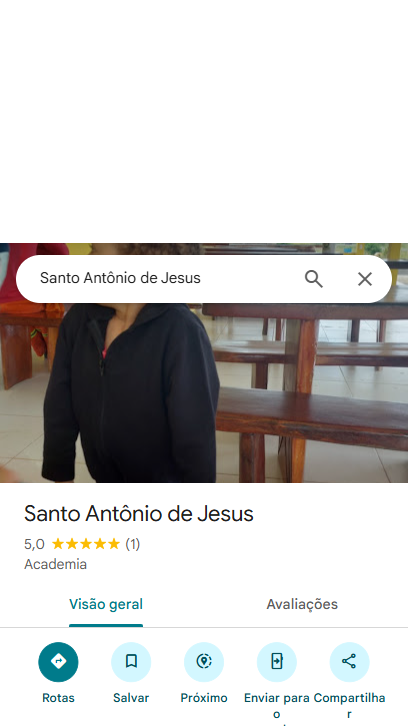 Santo Antônio de Jesus
Santo Antônio de Jesus
5,0 (1)
Academia
Visão geral
Avaliações
Rotas
Salvar
Próximo
Enviar para o
Compartilhar